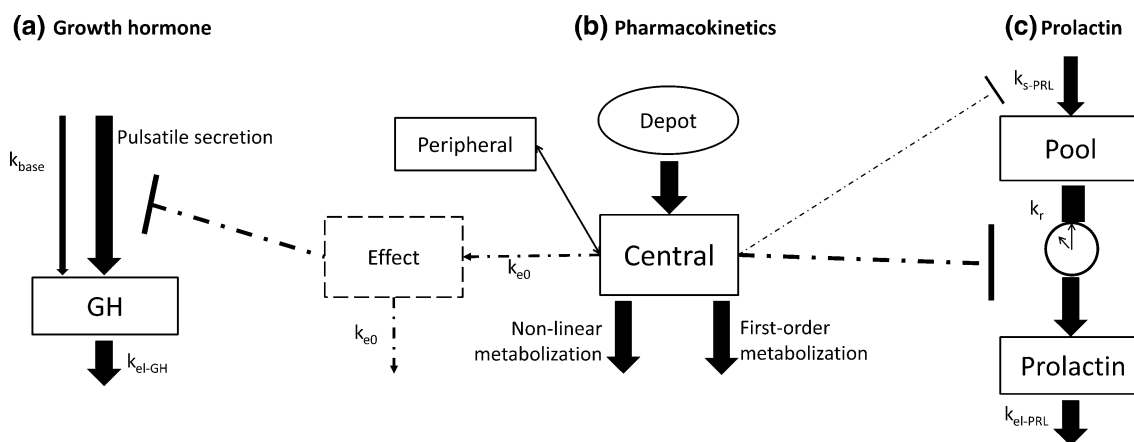 (a) Growth hormone
k_base
Pulsatile secretion
GH
k_el-GH
(b) Pharmacokinetics
Depot
Peripheral
Central
Effect
k_e0
k_e0
Non-linear
metabolization
First-order
metabolization
(c) Prolactin
k_s-PRL
Pool
k_r
Prolactin
k_el-PRL